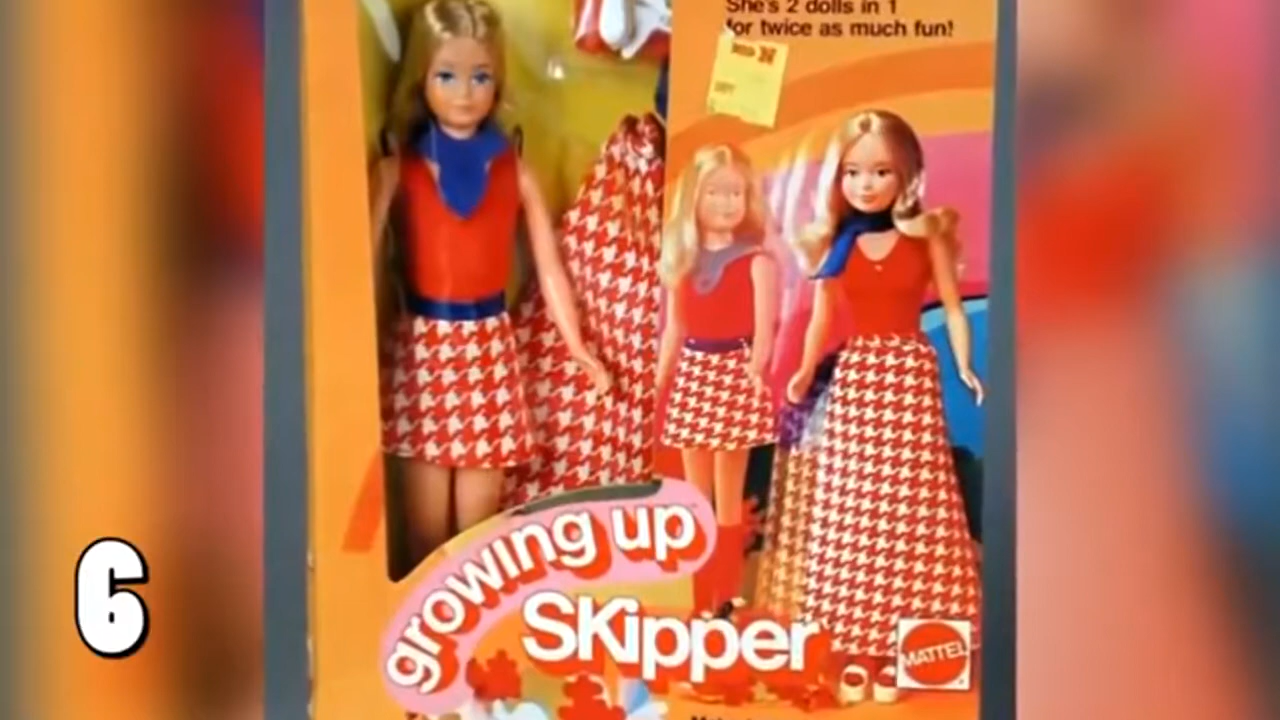 She's 2 dolls in 1
for twice as much fun!
growing up
SKipper
MATTEL
6